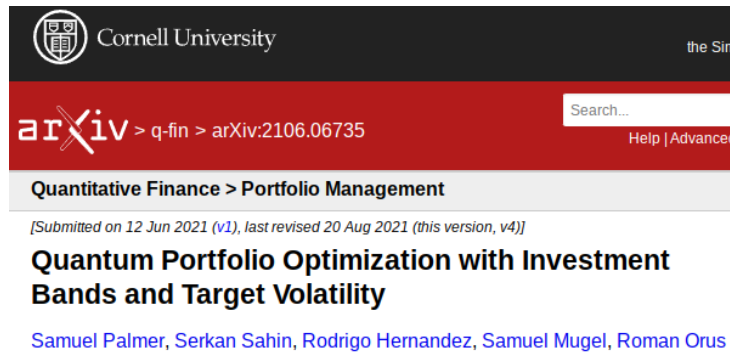 Cornell University
the Sim
arXiv > q-fin > arXiv:2106.06735
Search...
Help | Advanced
Quantitative Finance > Portfolio Management
[Submitted on 12 Jun 2021 (v1), last revised 20 Aug 2021 (this version, v4)]
Quantum Portfolio Optimization with Investment
Bands and Target Volatility
Samuel Palmer, Serkan Sahin, Rodrigo Hernandez, Samuel Mugel, Roman Orus